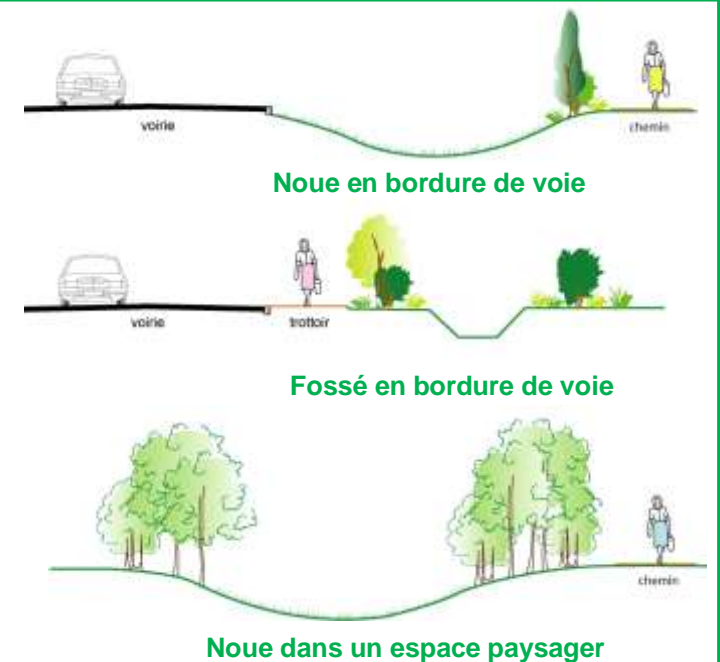 voirie
chemin
Noue en bordure de voie
voirie
trottoir
Fossé en bordure de voie
chemin
Noue dans un espace paysager